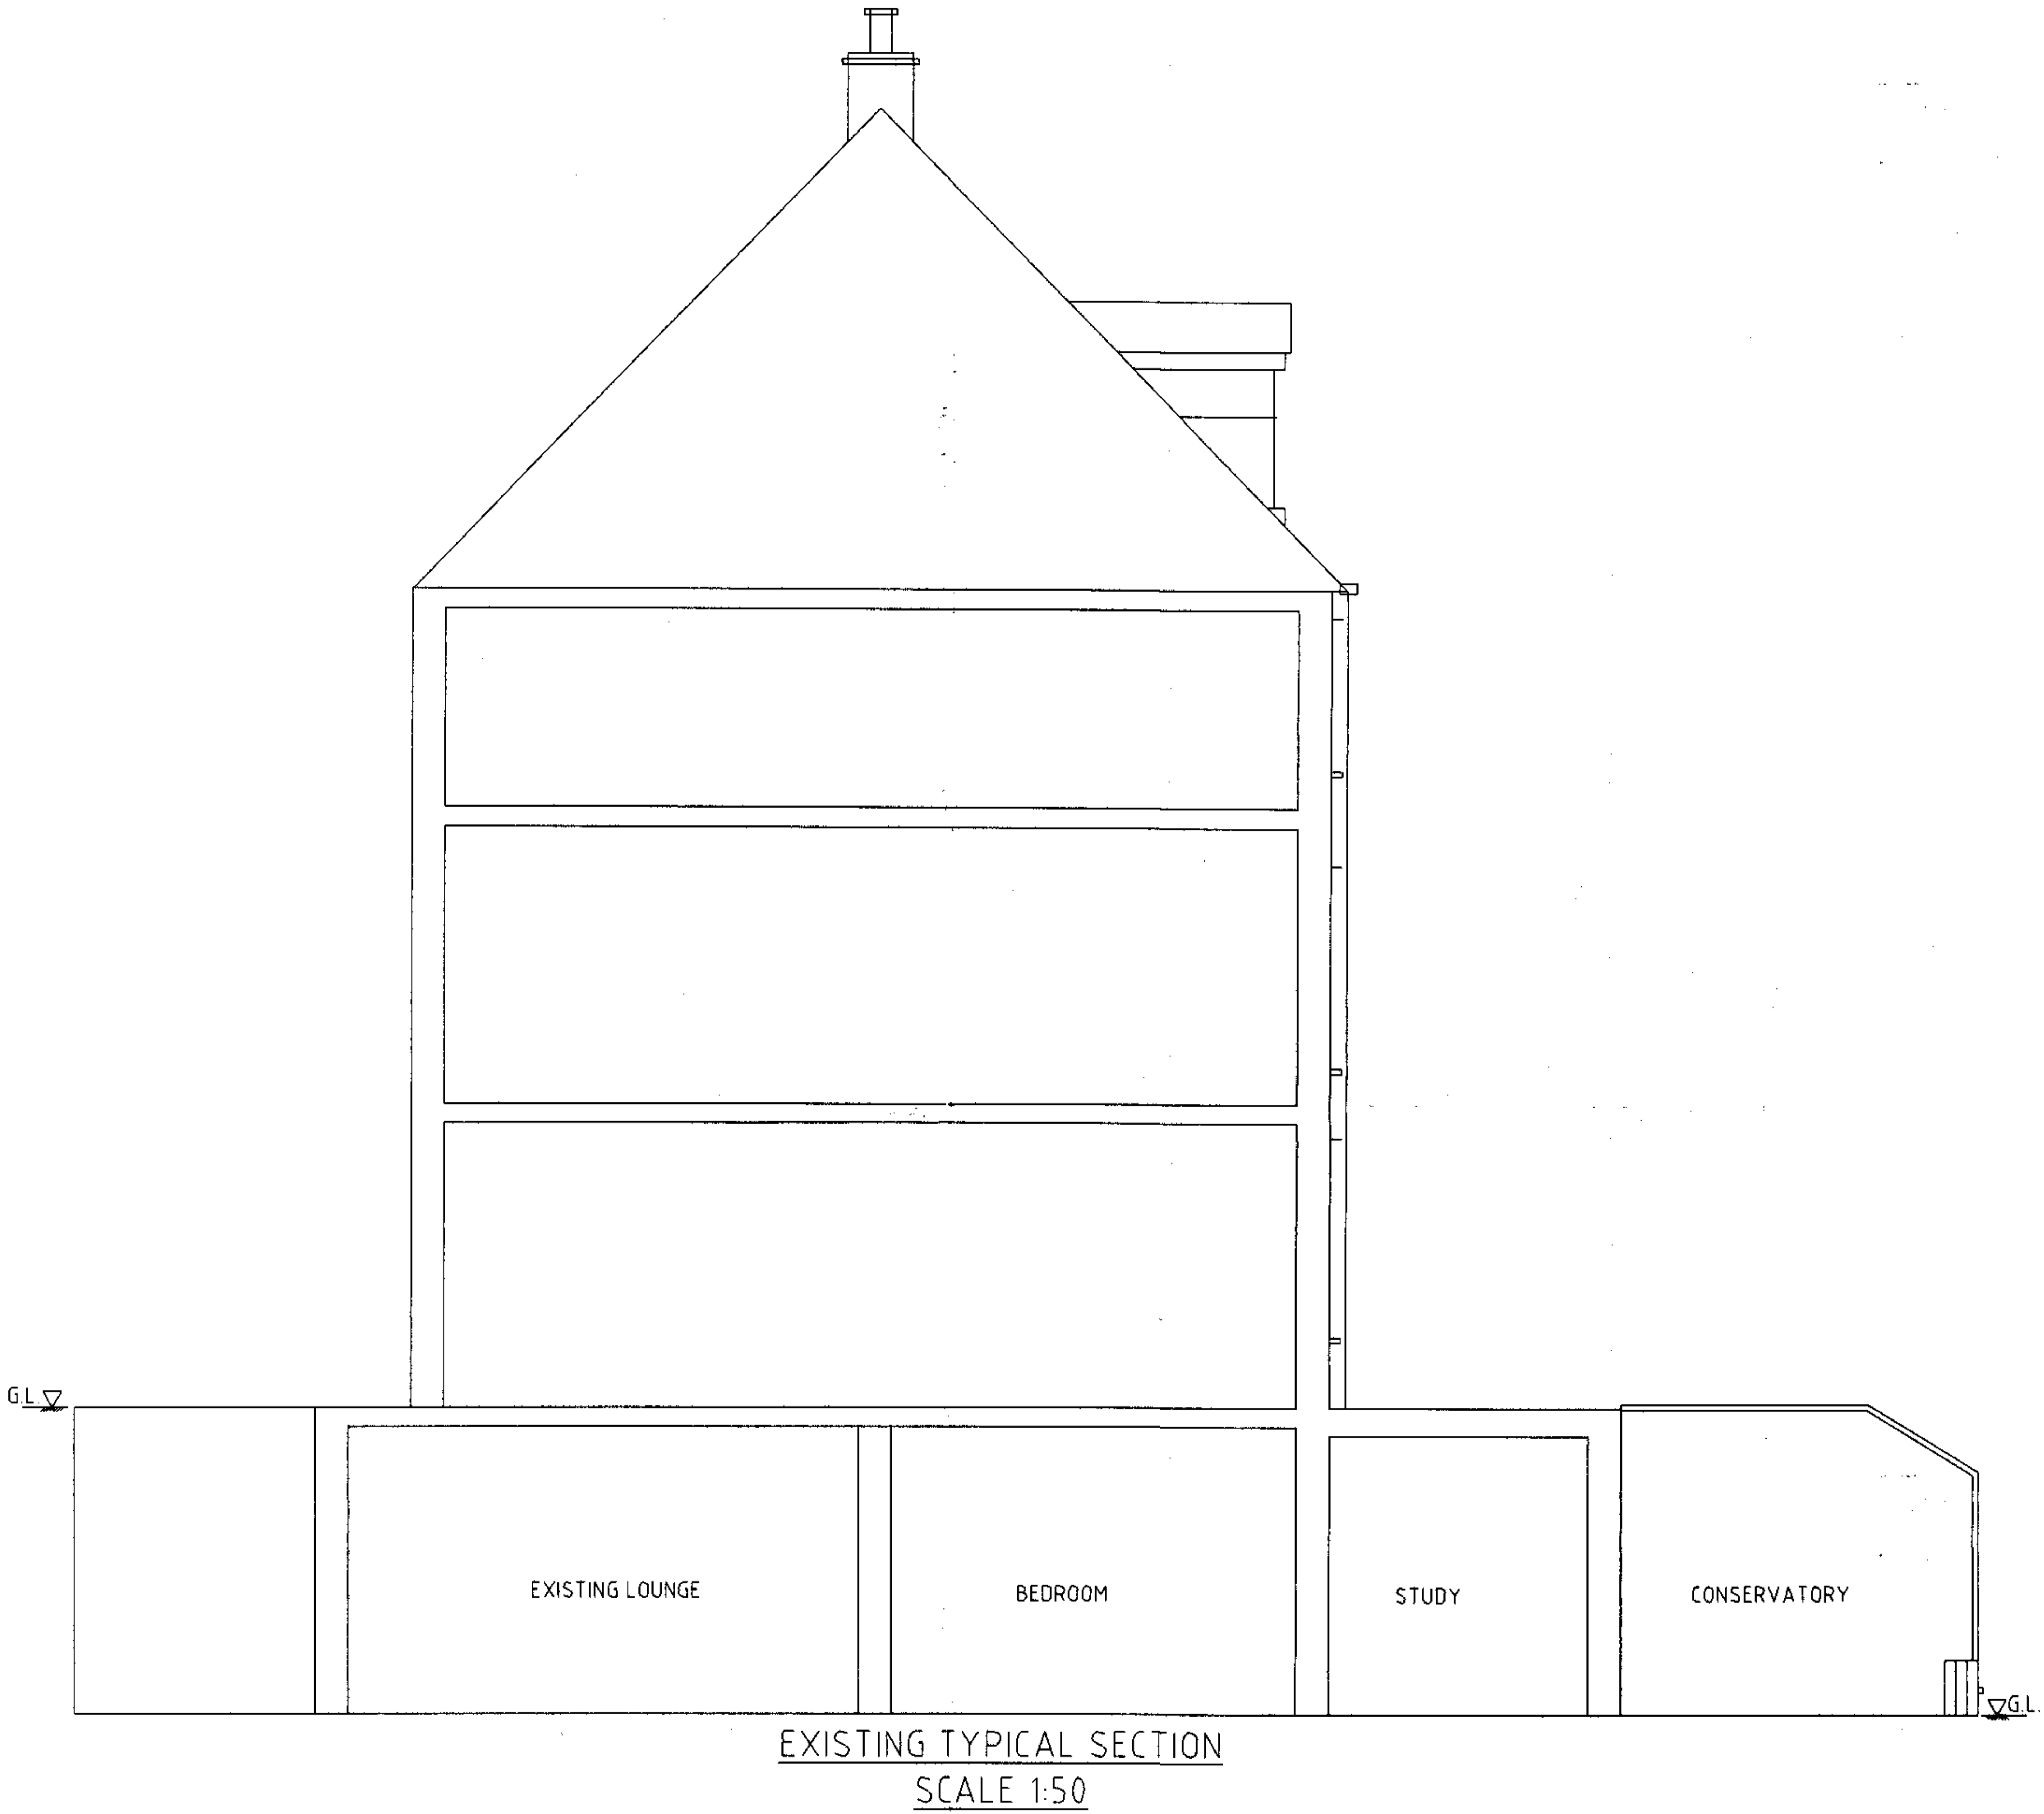 G.L.
EXISTING LOUNGE
BEDROOM
STUDY
CONSERVATORY
G.L.
EXISTING TYPICAL SECTION
SCALE 1:50